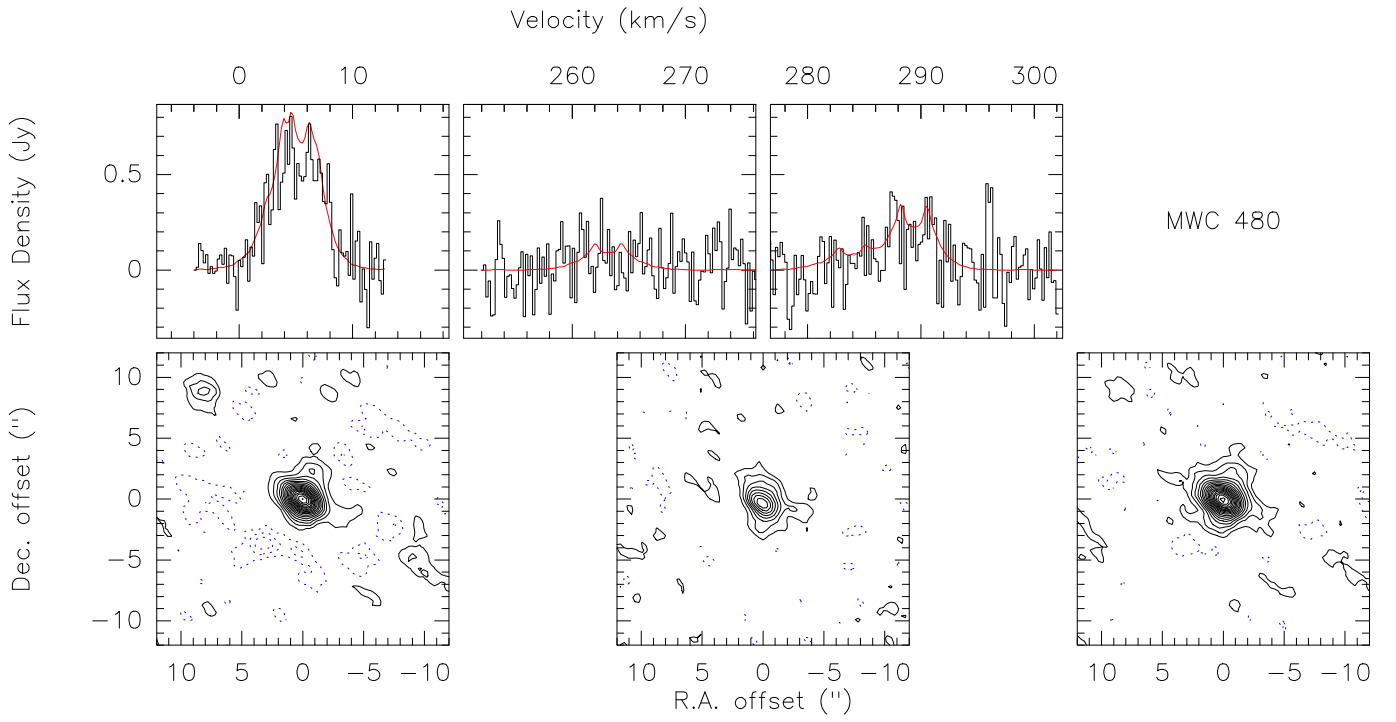 Velocity (km/s)
0 10 260 270 280 290 300
Flux Density (Jy)
0.5
0
MWC 480
Dec. offset (")
10
5
0
−5
−10
10 5 0 −5 −10 10 5 0 −5 −10 10 5 0 −5 −10
R.A. offset (")